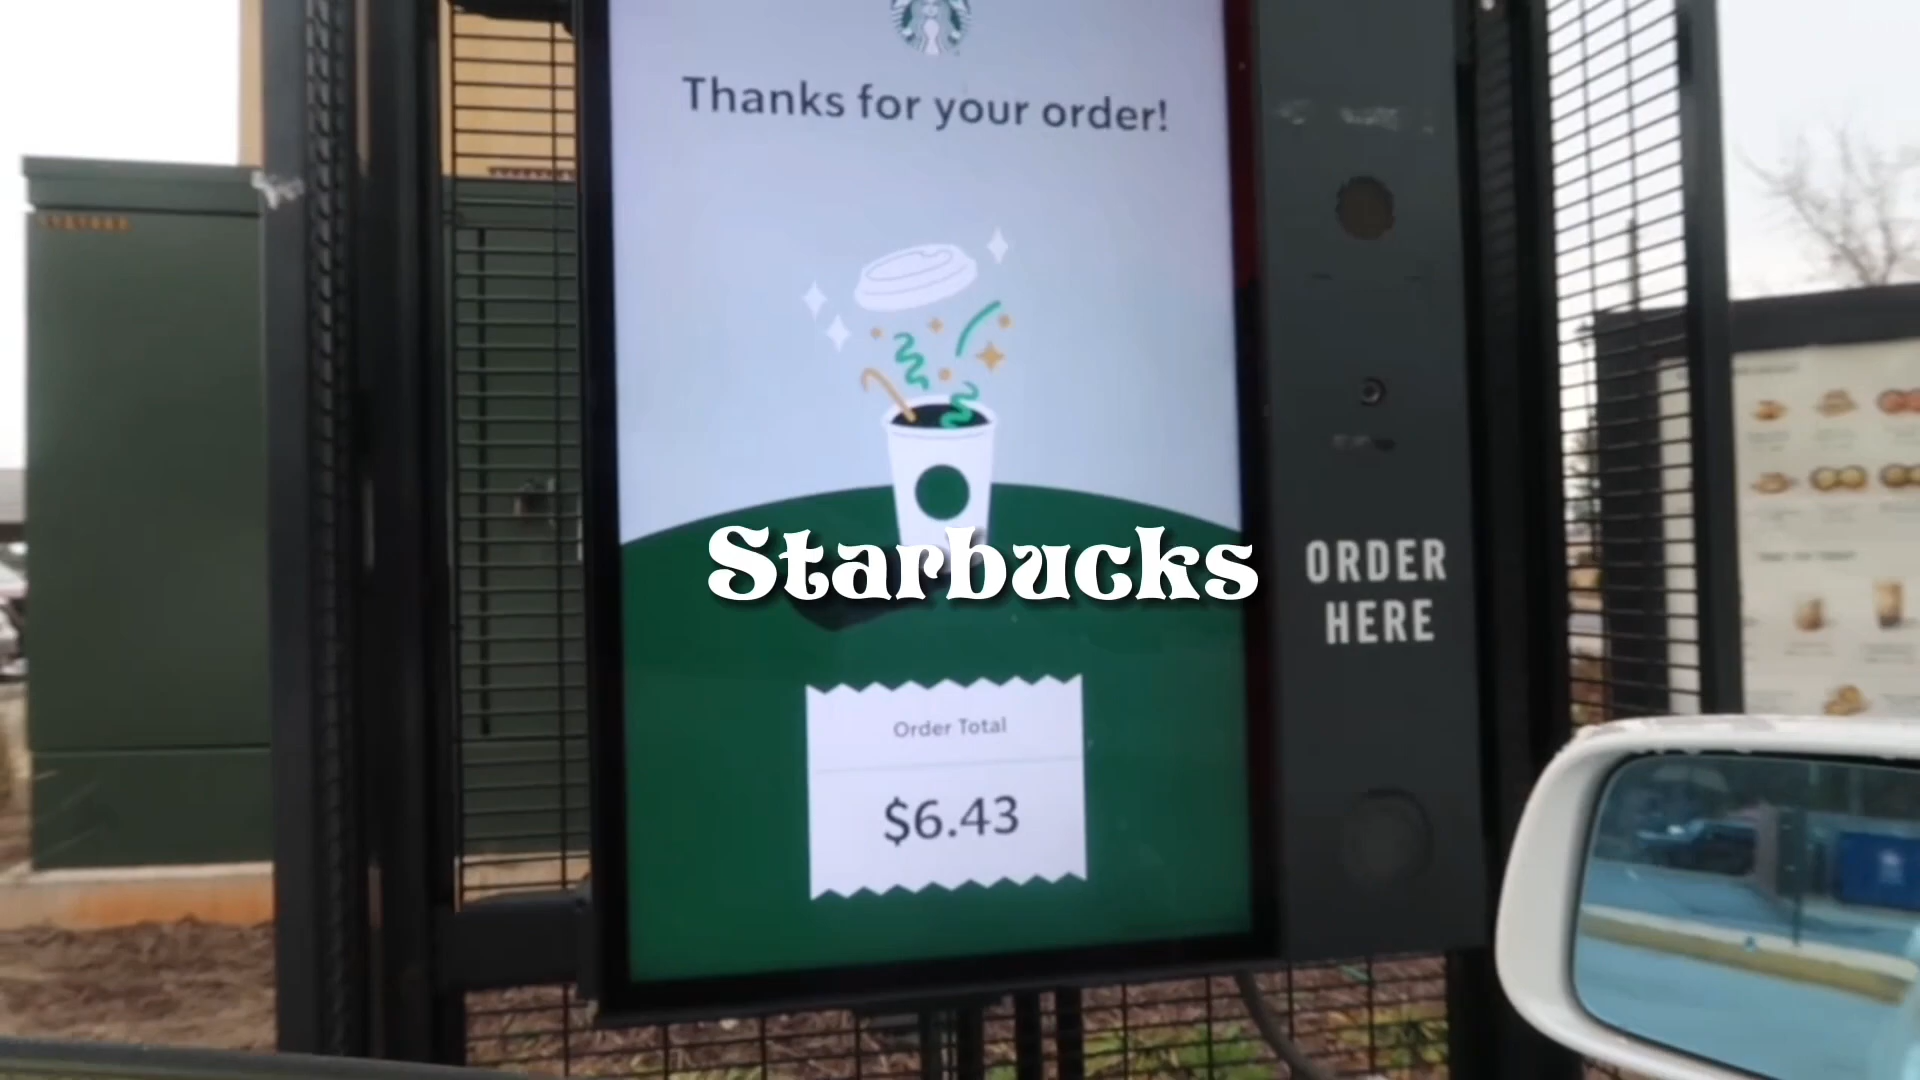 Thanks for your order!
Starbucks
ORDER
HERE
Order Total
$6.43